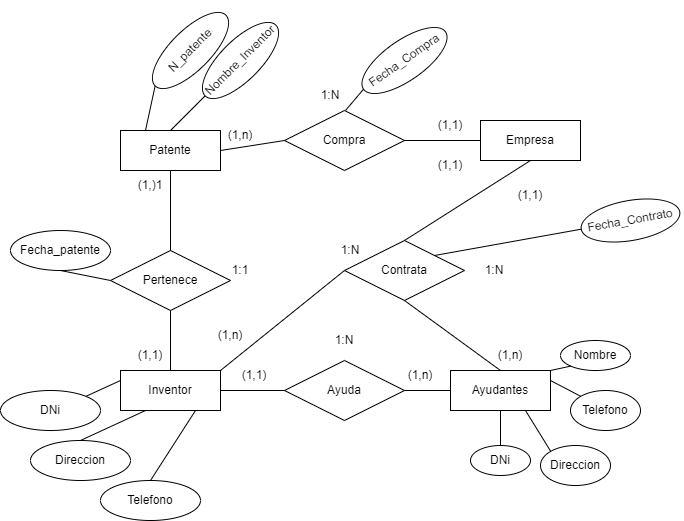 N_patente
Nombre_Inventor
Fecha_Compra
1:N
(1,n)
(1,1)
Patente
Compra
Empresa
(1,1)
(1,)1
(1,1)
Fecha_Contrato
Fecha_patente
1:N
Pertenece
1:1
Contrata
1:N
(1,n)
1:N
(1,1)
(1,n)
Nombre
(1,1)
(1,n)
Inventor
Ayuda
Ayudantes
DNi
Telefono
Direccion
DNi
Direccion
Telefono